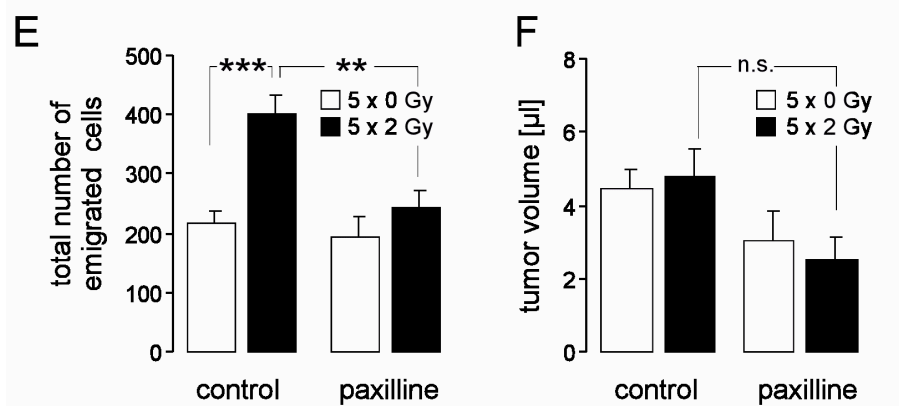 E
total number of
emigrated cells
500
400
300
200
100
0
***
**
5 x 0 Gy
5 x 2 Gy
control
paxilline
F
tumor volume [µl]
8
6
4
2
0
n.s.
5 x 0 Gy
5 x 2 Gy
control
paxilline